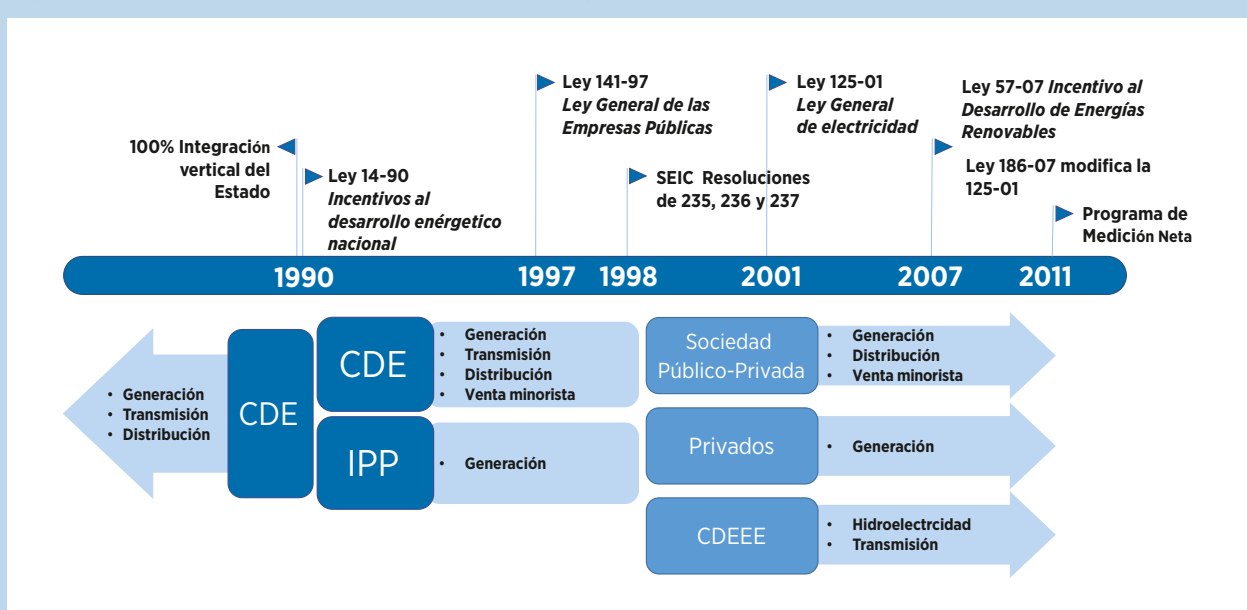 100% Integración
vertical del
Estado
Ley 14-90
Incentivos al
desarrollo enérgetico
nacional
Ley 141-97
Ley General de las
Empresas Públicas
SEIC Resoluciones
de 235, 236 y 237
Ley 125-01
Ley General
de electricidad
Ley 57-07 Incentivo al
Desarrollo de Energías
Renovables
Ley 186-07 modifica la
125-01
Programa de
Medición Neta
1990 1997 1998 2001 2007 2011
• Generación
• Transmisión
• Distribución
CDE
CDE
• Generación
• Transmisión
• Distribución
• Venta minorista
IPP
• Generación
Sociedad
Público-Privada
• Generación
• Distribución
• Venta minorista
Privados
• Generación
CDEEE
• Hidroelectrcidad
• Transmisión